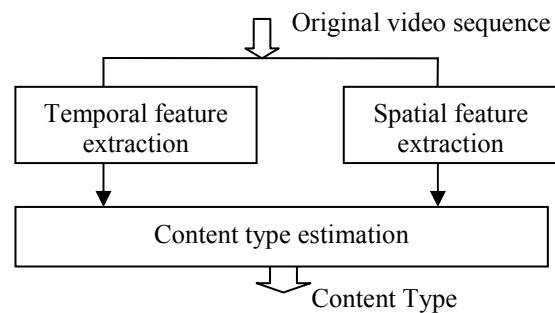 Original video sequence
Temporal feature
extraction
Spatial feature
extraction
Content type estimation
Content Type